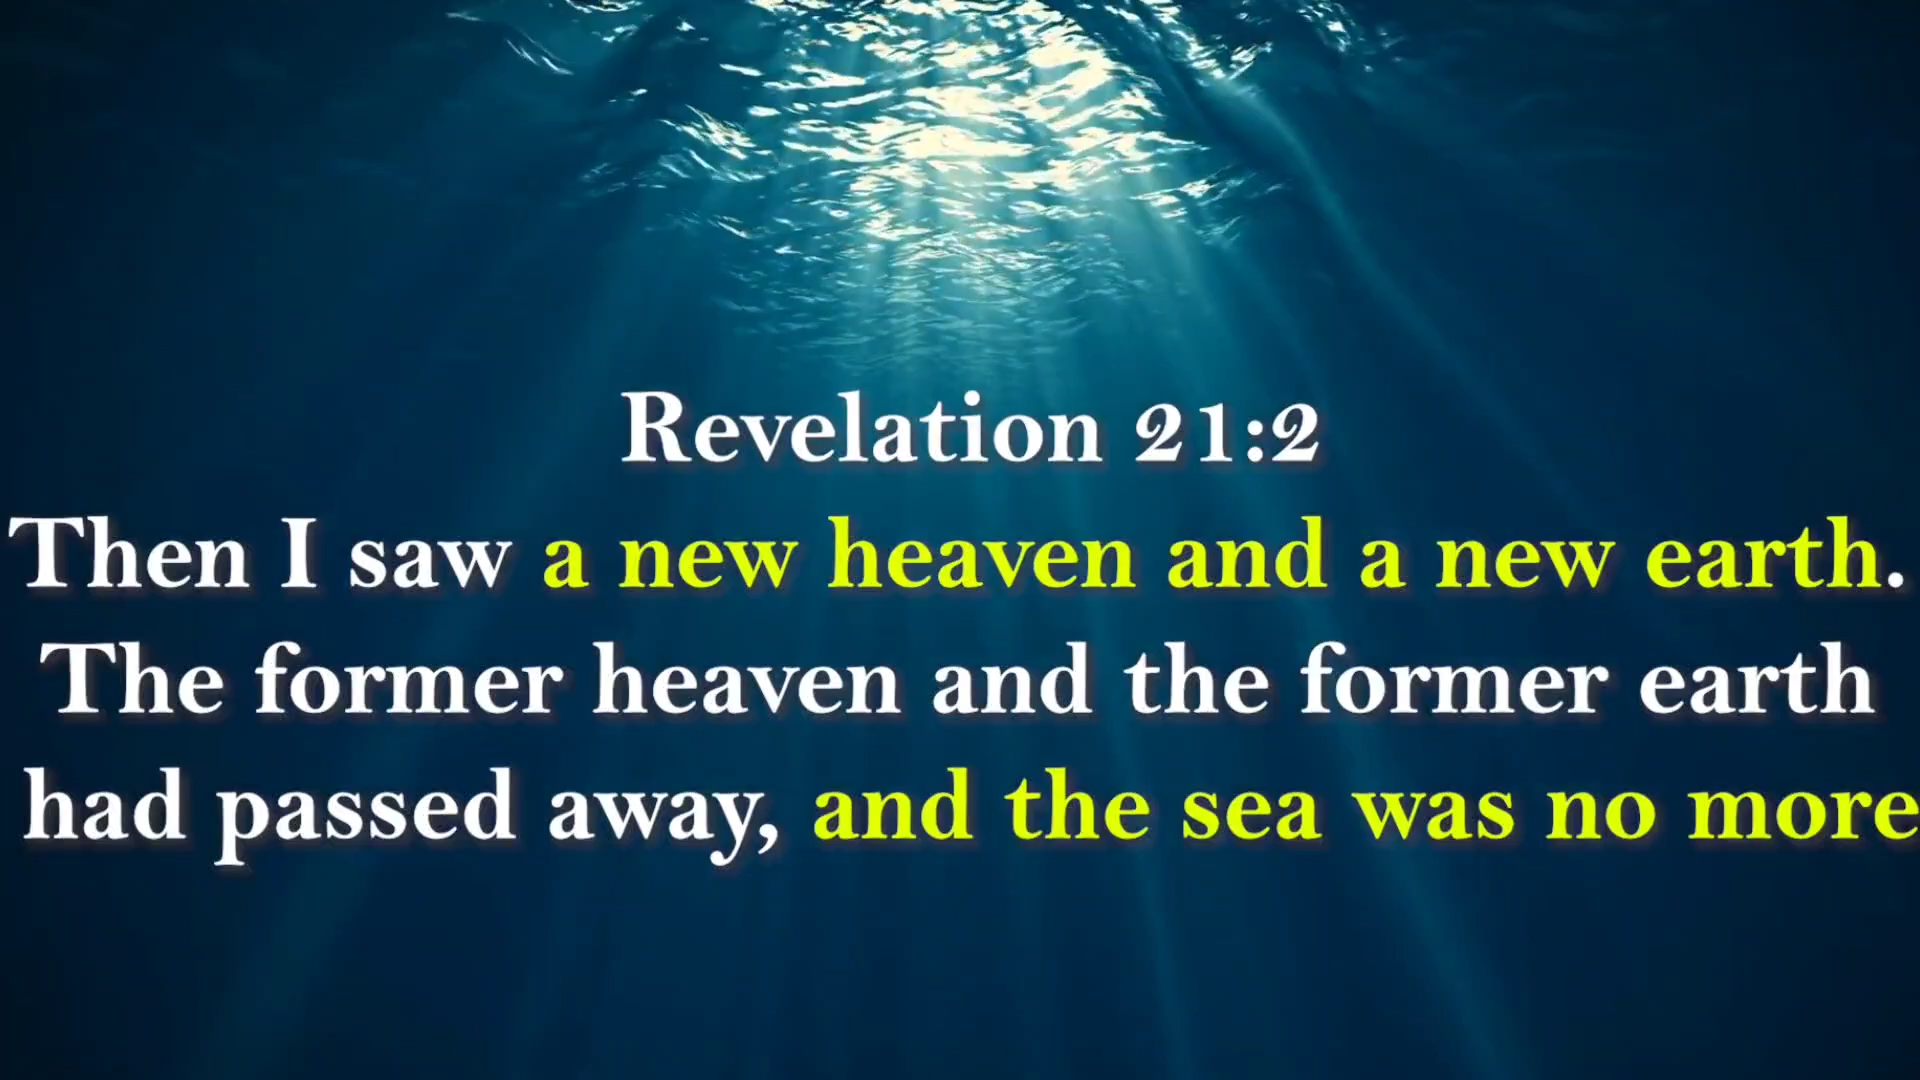 Revelation 21:2
Then I saw a new heaven and a new earth.
The former heaven and the former earth
had passed away, and the sea was no more